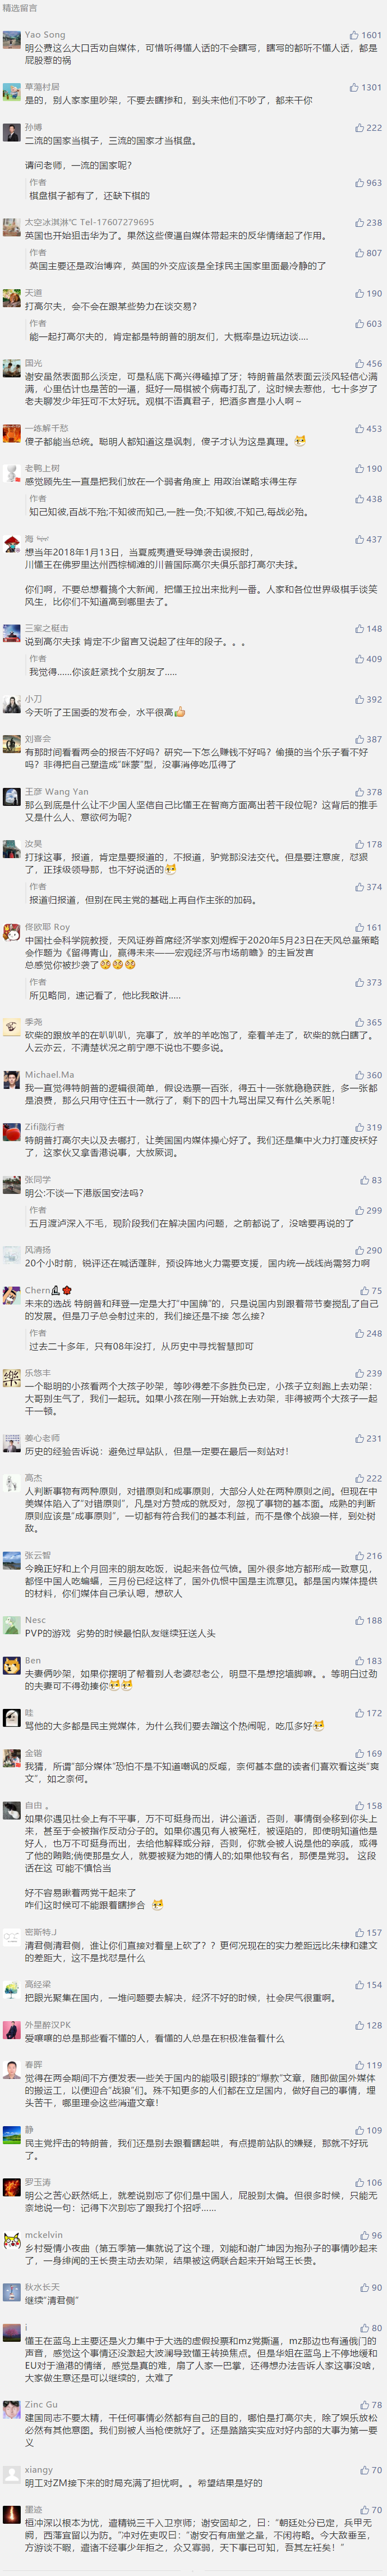 精选留言
Yao Song
1601
明公费这么大口舌劝自媒体，可惜听得懂人话的不会瞎写，瞎写的都听不懂人话，都是
屁股惹的祸
草灜村居
1301
是的，别人家家里吵架，不要去瞎掺和，到头来他们不吵了，都来干你
孙博
222
二流的国家当棋子，三流的国家才当棋盘。
请问老师，一流的国家呢？
作者
963
棋盘棋子都有了，还缺下棋的
太空冰淇淋℃ Tel-17607279695
238
英国也开始狙击华为了。果然这些傻逼自媒体带起来的反华情绪起了作用。
作者
807
英国主要还是政治博弈，英国的外交应该是全球民主国家里面最冷静的了
天道
190
打高尔夫，会不会在跟某些势力在谈交易？
作者
603
能一起打高尔夫的，肯定都是特朗普的朋友们，大概率是边玩边谈....
国光
456
谢安虽然表面那么淡定，可是私底下高兴得磕掉了牙；特朗普虽然表面云淡风轻信心满
满，心里估计也是苦的一逼，挺好一局棋被个病毒打乱了，这时候去惹他，七十多岁了
老夫聊发少年狂可不太好玩。观棋不语真君子，把酒多言是小人啊～
一炼解千愁
453
傻子都能当总统。聪明人都知道这是讽刺，傻子才认为这是真理。
老鸭上树
190
感觉顾先生一直是把我们放在一个弱者角度上 用政治谋略求得生存
作者
438
知己知彼,百战不殆;不知彼而知己,一胜一负;不知彼,不知己,每战必殆。
海
437
想当年2018年1月13日，当夏威夷遭受导弹袭击误报时，
川懂王在佛罗里达州西棕榈滩的川普国际高尔夫俱乐部打高尔夫球。
你们啊，不要总想着搞个大新闻，把懂王拉出来批判一番。人家和各位世界级棋手谈笑
风生，比你们不知道高到哪里去了。
三案之梃击
148
说到高尔夫球 肯定不少留言又说起了往年的段子。。。
作者
409
我觉得......你该赶紧找个女朋友了.....
小刀
392
今天听了王国委的发布会，水平很高
刘喜会
387
有那时间看看两会的报告不好吗？研究一下怎么赚钱不好吗？偷摸的当个乐子看不好
吗？非得把自己塑造成“咪蒙”型，没事消停吃瓜得了
王彦 Wang Yan
378
那么到底是什么让不少国人坚信自己比懂王在智商方面高出若干段位呢？这背后的推手
又是什么人、意欲何为呢？
汝昊
178
打球这事，报道，肯定是要报道的，不报道，驴党那没法交代。但是要注意度，怼狠
了，正球级领导那，也不好说话的
作者
374
报道归报道，但别在民主党的基础上再自作主张的加码。
佟欲耶 Roy
161
中国社会科学院教授，天风证券首席经济学家刘煜辉于2020年5月23日在天风总量策略
会作题为《留得青山，赢得未来——宏观经济与市场前瞻》的主旨发言
总感觉你被抄袭了
作者
373
所见略同，速记看了，他比我敢讲.....
季尧
365
砍柴的跟放羊的在叭叭叭，完事了，放羊的羊吃饱了，牵着羊走了，砍柴的就白瞎了。
人云亦云，不清楚状况之前宁愿不说也不要多说。
Michael.Ma
360
我一直觉得特朗普的逻辑很简单，假设选票一百张，得五十一张就稳稳获胜，多一张都
是浪费，那么只用守住五十一就行了，剩下的四十九骂出屎又有什么关系呢！
Zifi陇行者
319
特朗普打高尔夫以及去哪打，让美国国内媒体操心好了。我们还是集中火力打蓬皮袄好
了，这家伙又拿香港说事，大放厥词。
张同学
83
明公:不谈一下港版国安法吗？
作者
299
五月渡泸深入不毛，现阶段我们在解决国内问题，之前都说了，没啥要再说的了
风清扬
290
20个小时前，锐评还在喊话蓬胖，预设阵地火力需要支援，国内统一战线尚需努力啊
Chern
75
未来的选战 特朗普和拜登一定是大打“中国牌”的，只是说国内别跟着带节奏搅乱了自己
的发展。但是刀子总会射过来的，我们接还是不接 怎么接？
作者
248
过去二十多年，只有08年没打，从历史中寻找智慧即可
乐悠丰
239
一个聪明的小孩看两个大孩子吵架，等吵得差不多胜负已定，小孩子立刻跑上去劝架：
大哥别生气了，我们一起玩。如果小孩在刚一开始就上去劝架，非得被两个大孩子一起
干一顿。
姜心老师
231
历史的经验告诉说：避免过早站队，但是一定要在最后一刻站对！
高杰
222
人判断事物有两种原则，对错原则和成事原则，大部分人处在两种原则之间。但现在中
美媒体陷入了“对错原则”，凡是对方赞成的就反对，忽视了事物的基本面。成熟的判断
原则应该是“成事原则”，一切都有符合我们的基本利益，而不是像个战狼一样，到处树
敌。
张云智
216
今晚正好和上个月回来的朋友吃饭，说起来各位气愤。国外很多地方都形成一致意见，
都怪中国人吃蝙蝠，三月份已经这样了，国外仇恨中国是主流意见。都是国内媒体提供
的材料，你们媒体自己承认嗯，想砍人
Nesc
188
PVP的游戏 劣势的时候最怕队友继续狂送人头
Ben
183
夫妻俩吵架，如果你摆明了帮着别人老婆怼老公，明显不是想挖墙脚嘛。。等明白过劲
的夫妻可不得劲揍你
哇
172
骂他的大多都是民主党媒体，为什么我们要去蹭这个热闹呢，吃瓜多好
金锱
169
我猜，所谓“部分媒体”恐怕不是不知道嘲讽的反噬，奈何基本盘的读者们喜欢看这类“爽
文”，如之奈何。
自由 。
158
如果你遇见社会上有不平事，万不可挺身而出，讲公道话，否则，事情倒会移到你头上
来，甚至于会被指作反动分子的。如果你遇见有人被冤枉，被诬陷的，即使明知道他是
好人，也万不可挺身而出，去给他解释或分辩，否则，你就会被人说是他的亲戚，或得
了他的贿赂;倘使那是女人，就要被疑为她的情人的;如果他较有名，那便是党羽。 这段
话在这 可能不慎恰当
好不容易瞅着两党干起来了
咋们这时候可不能跟着瞎掺合
密斯特.J
157
清君侧清君侧，谁让你们直接对着皇上砍了？？更何况现在的实力差距远比朱棣和建文
的差距大，这不是找怼是什么
高经梁
154
把眼光聚集在国内，一堆问题要去解决，经济不好的时候，社会戾气很重啊。
外星醉汉PK
128
爱嚷嚷的总是那些看不懂的人，看懂的人总是在积极准备着什么
春晖
119
觉得在两会期间不方便发表一些关于国内的能吸引眼球的“爆款”文章，随即做国外媒体
的搬运工，以便迎合“战狼”们。殊不知更多的人们都在立足国内，做好自己的事情，埋
头苦干，哪里理会这些消遣文章！
静
109
民主党抨击的特朗普，我们还是别去跟着瞎起哄，有点提前站队的嫌疑，那就不好玩
了。
罗玉涛
106
明公之苦心跃然纸上，就差说别忘了你们是中国人，屁股别太偏。但很多时候，只能无
奈地说一句：记得下次别忘了跟我打个招呼......
mckelvin
96
乡村爱情小夜曲（第五季第一集就说了这个理，刘能和谢广坤因为抱孙子的事情吵起来
了，一身绯闻的王长贵主动去劝架，结果被这俩联合起来开始骂王长贵。
秋水长天
90
继续“清君侧”
i
80
懂王在蓝鸟上主要还是火力集中于大选的虚假投票和mz党撕逼，mz那边也有通俄门的
声音，感觉这个事情还没激起大波澜导致懂王转换焦点。但是华姐在蓝鸟上不停地缓和
EU对于渔港的情绪，感觉是真的难，扇了人家一巴掌，还得想办法告诉人家这事没啥，
大家做生意还是可以继续的，太难了
Zinc Gu
78
建国同志不要太精，干任何事情必然都有自己的目的，哪怕是打高尔夫，除了娱乐放松
必然有其他意图。我们别被人当枪使就好了。还是踏踏实实应对好内部的大事为第一要
义
xiangy
70
明工对ZM接下来的时局充满了担忧啊。。希望结果是好的
墨迹
70
桓冲深以根本为忧，遣精锐三千入卫京师；谢安固却之，曰：“朝廷处分已定，兵甲无
阙，西藩宜留以为防。”冲对佐吏叹曰：“谢安石有庙堂之量，不闲将略。今大敌垂至，
方游谈不暇，遣诸不经事少年拒之，众又寡弱，天下事已可知，吾其左衽矣！”